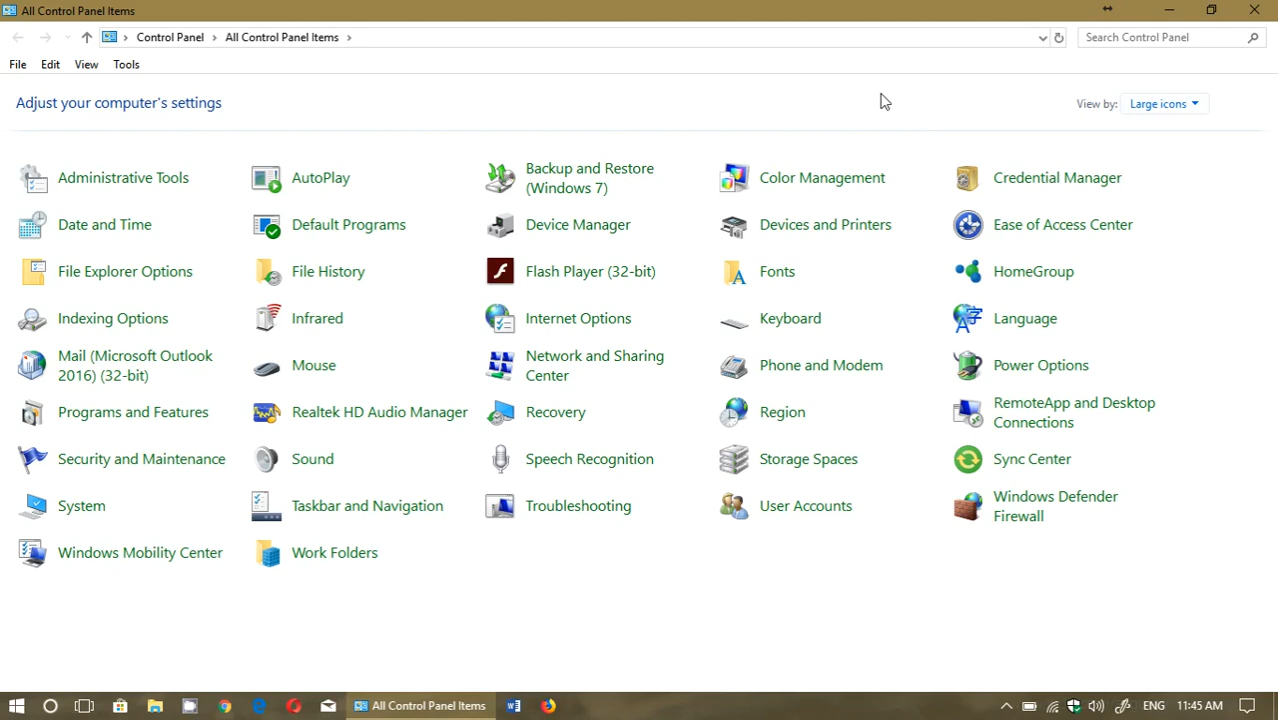 All Control Panel Items
Control Panel > All Control Panel Items >
Search Control Panel
File Edit View Tools
Adjust your computer's settings
View by: Large icons
Administrative Tools
AutoPlay
Backup and Restore
(Windows 7)
Color Management
Credential Manager
Date and Time
Default Programs
Device Manager
Devices and Printers
Ease of Access Center
File Explorer Options
File History
Flash Player (32-bit)
Fonts
HomeGroup
Indexing Options
Infrared
Internet Options
Keyboard
Language
Mail (Microsoft Outlook
2016) (32-bit)
Mouse
Network and Sharing
Center
Phone and Modem
Power Options
Programs and Features
Realtek HD Audio Manager
Recovery
Region
RemoteApp and Desktop
Connections
Security and Maintenance
Sound
Speech Recognition
Storage Spaces
Sync Center
System
Taskbar and Navigation
Troubleshooting
User Accounts
Windows Defender
Firewall
Windows Mobility Center
Work Folders
All Control Panel Items
ENG
11:45 AM